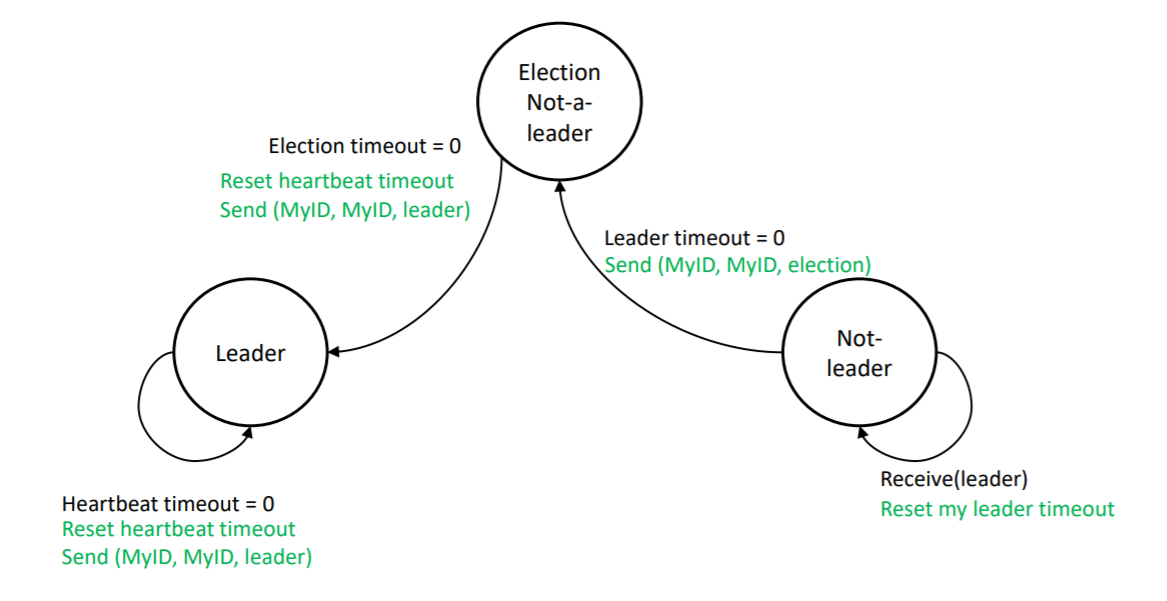 Election
Not-a-
leader
Election timeout = 0
Reset heartbeat timeout
Send (MyID, MyID, leader)
Leader timeout = 0
Send (MyID, MyID, election)
Leader
Not-
leader
Heartbeat timeout = 0
Reset heartbeat timeout
Send (MyID, MyID, leader)
Receive(leader)
Reset my leader timeout